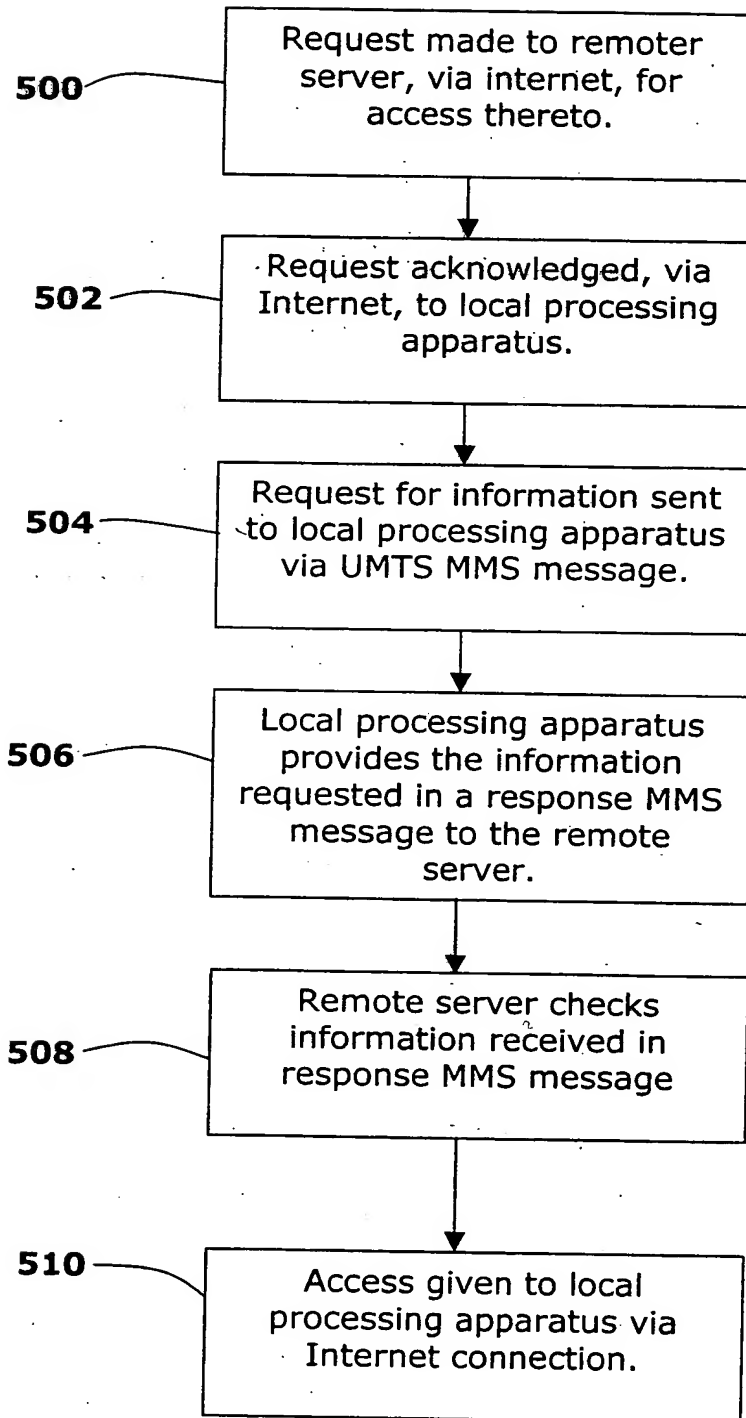 Request made to remoter
server, via internet, for
access thereto.
500
Request acknowledged, via
Internet, to local processing
apparatus.
502
Request for information sent
to local processing apparatus
via UMTS MMS message.
504
Local processing apparatus
provides the information
requested in a response MMS
message to the remote
server.
506
Remote server checks
information received in
response MMS message
508
Access given to local
processing apparatus via
Internet connection.
510